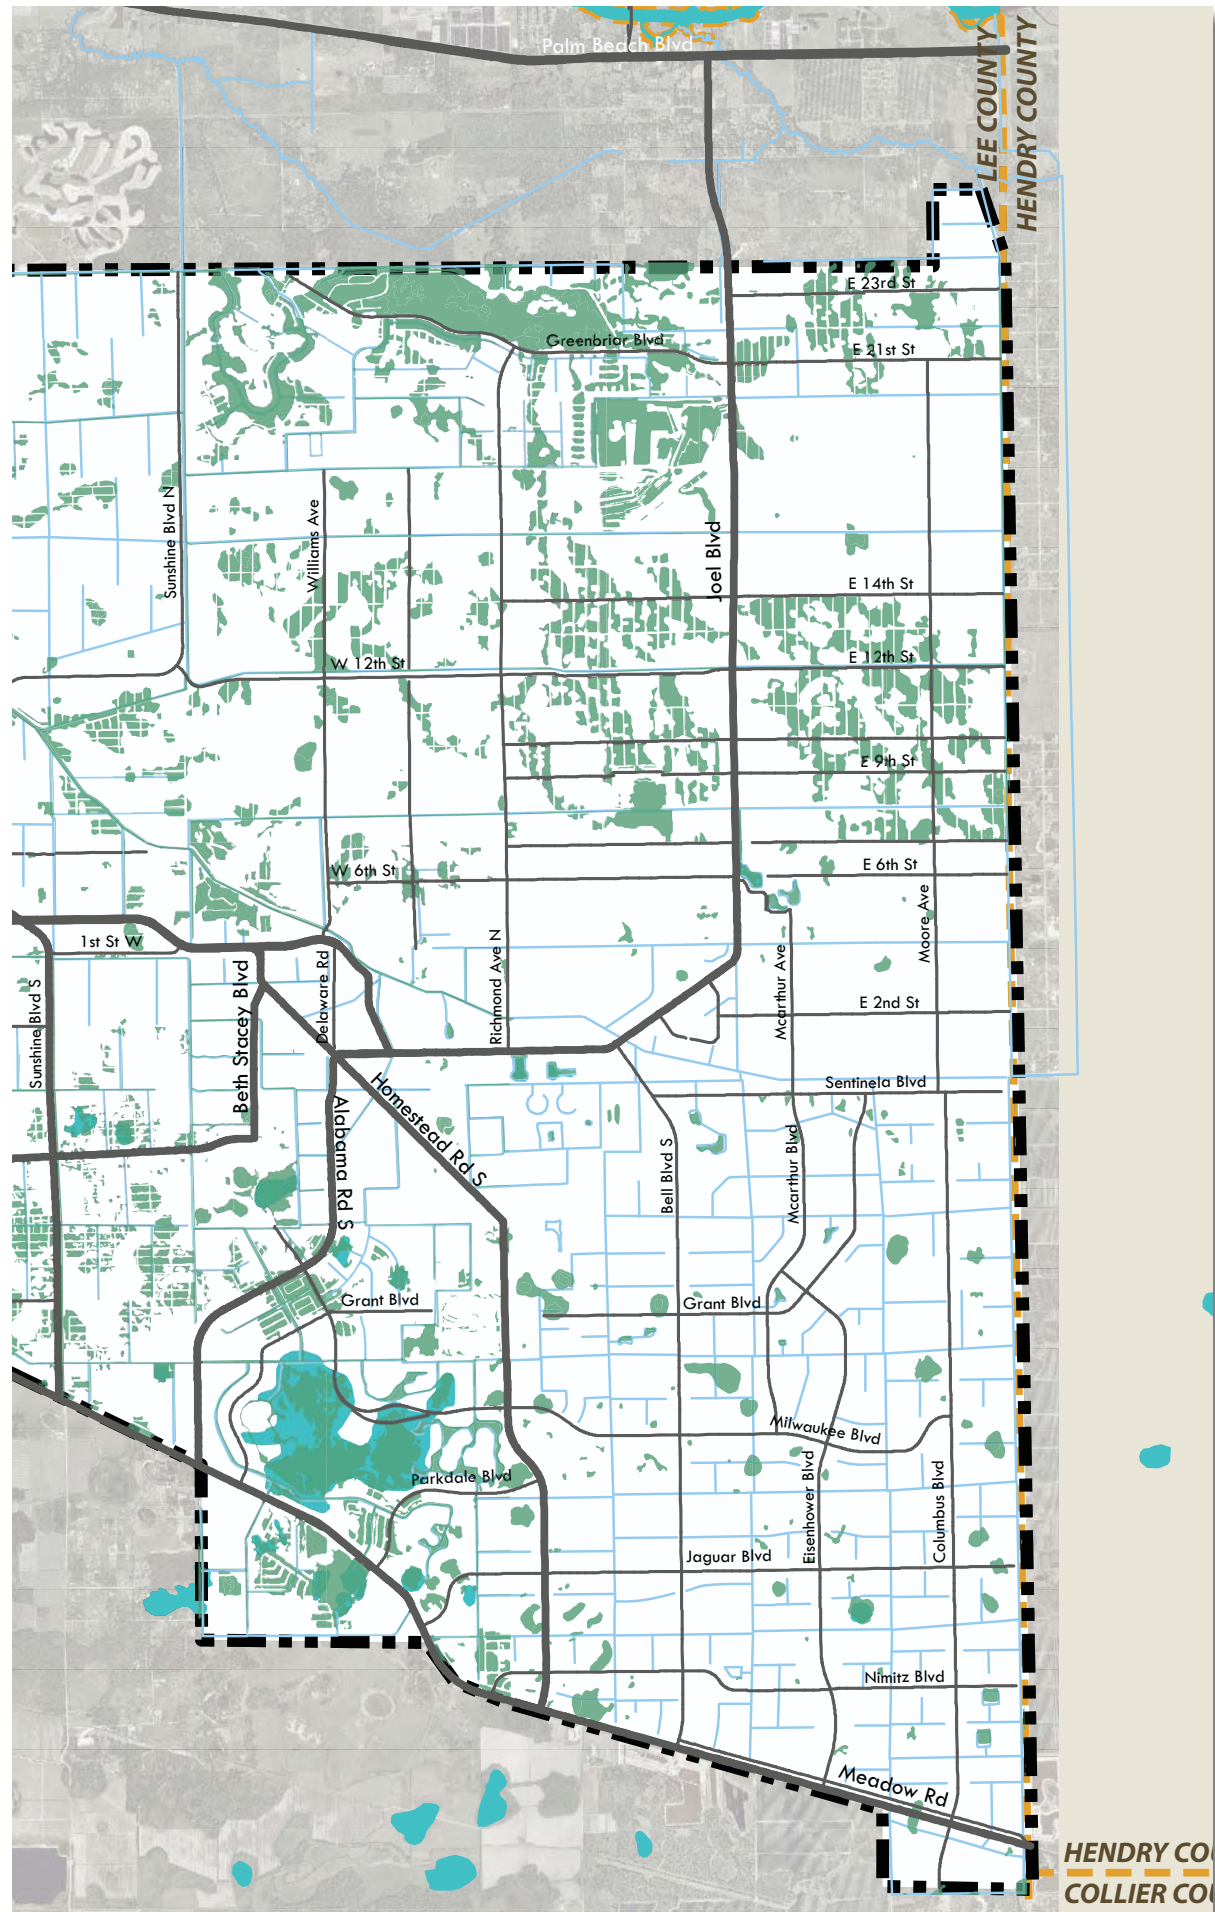 Palm Beach Blvd
LEE COUNTY
HENDRY COUNTY
E 23rd St
Greenbriar Blvd
E 21st St
Sunshine Blvd N
Williams Ave
Joel Blvd
E 14th St
W 12th St
E 12th St
E 9th St
W 6th St
E 6th St
Moore Ave
1st St W
Richmond Ave N
Mcarthur Ave
Delaware Rd
Beth Stacey Blvd
Sunshine Blvd S
E 2nd St
Sentinela Blvd
Homestead Rd S
Alabama Rd S
Bell Blvd S
Mcarthur Blvd
Grant Blvd
Grant Blvd
Milwaukee Blvd
Parkdale Blvd
Eisenhower Blvd
Columbus Blvd
Jaguar Blvd
Nimitz Blvd
Meadow Rd
HENDRY CO
COLLIER CO